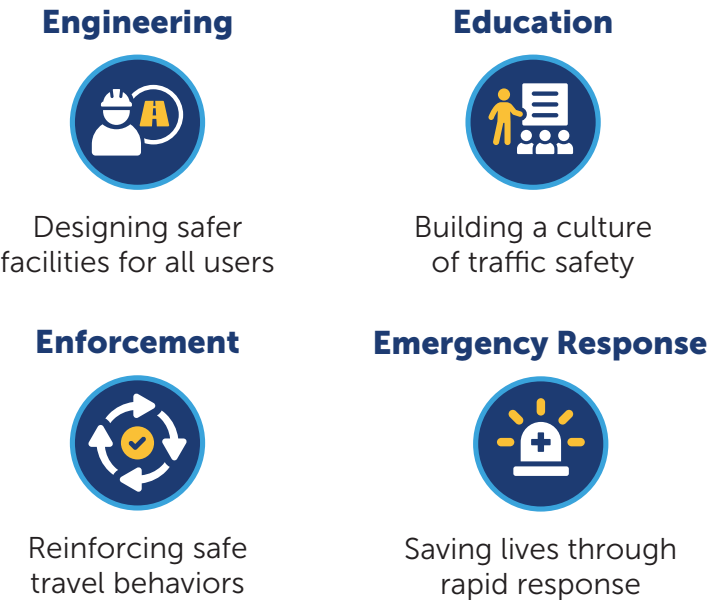 Engineering
Designing safer
facilities for all users
Education
Building a culture
of traffic safety
Enforcement
Reinforcing safe
travel behaviors
Emergency Response
Saving lives through
rapid response